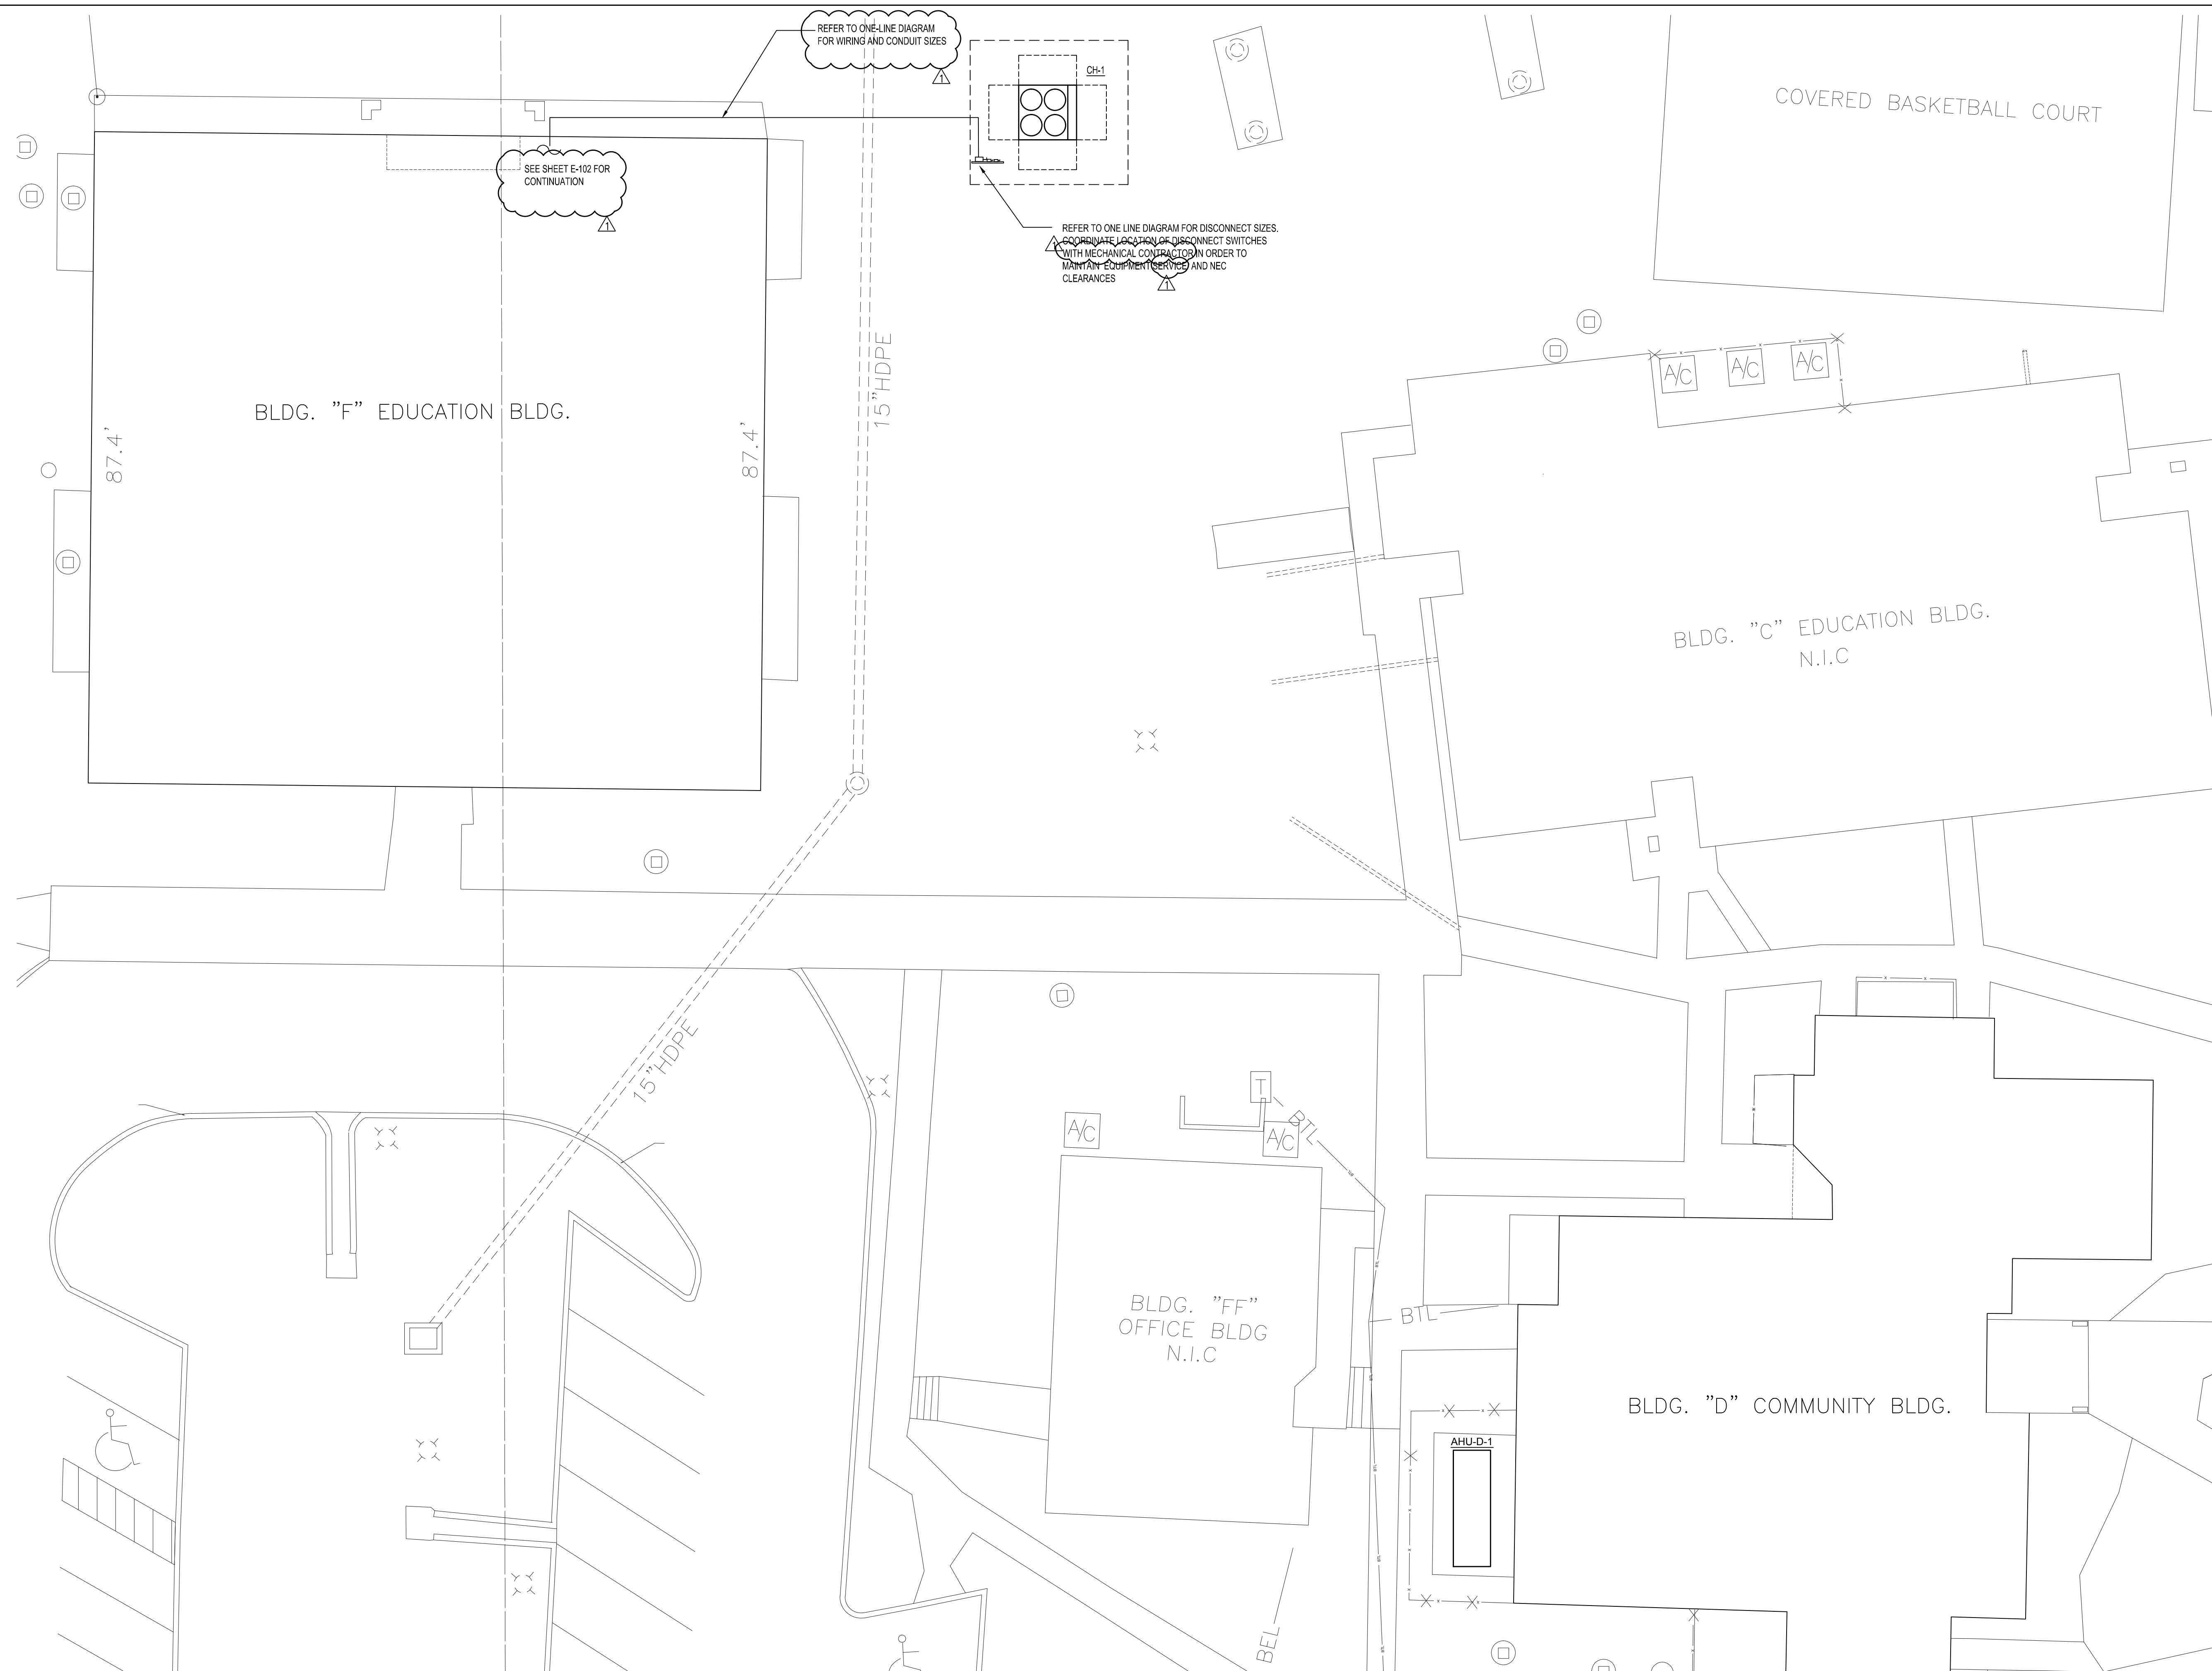 REFER TO ONE-LINE DIAGRAM
FOR WIRING AND CONDUIT SIZES
1
CH-1
COVERED BASKETBALL COURT
SEE SHEET E-102 FOR
CONTINUATION
1
REFER TO ONE LINE DIAGRAM FOR DISCONNECT SIZES.
COORDINATE LOCATION OF DISCONNECT SWITCHES
WITH MECHANICAL CONTRACTOR IN ORDER TO
MAINTAIN EQUIPMENT SERVICE AND NEC
CLEARANCES
1
1
15"HDPE
A/C
A/C
A/C
BLDG. "F" EDUCATION BLDG.
87.4'
87.4'
BLDG. "C" EDUCATION BLDG.
N.I.C
15"HDPE
T
A/C
A/C
BTL
BLDG. "FF"
OFFICE BLDG
N.I.C
BTL
BLDG. "D" COMMUNITY BLDG.
AHU-D-1
BEL